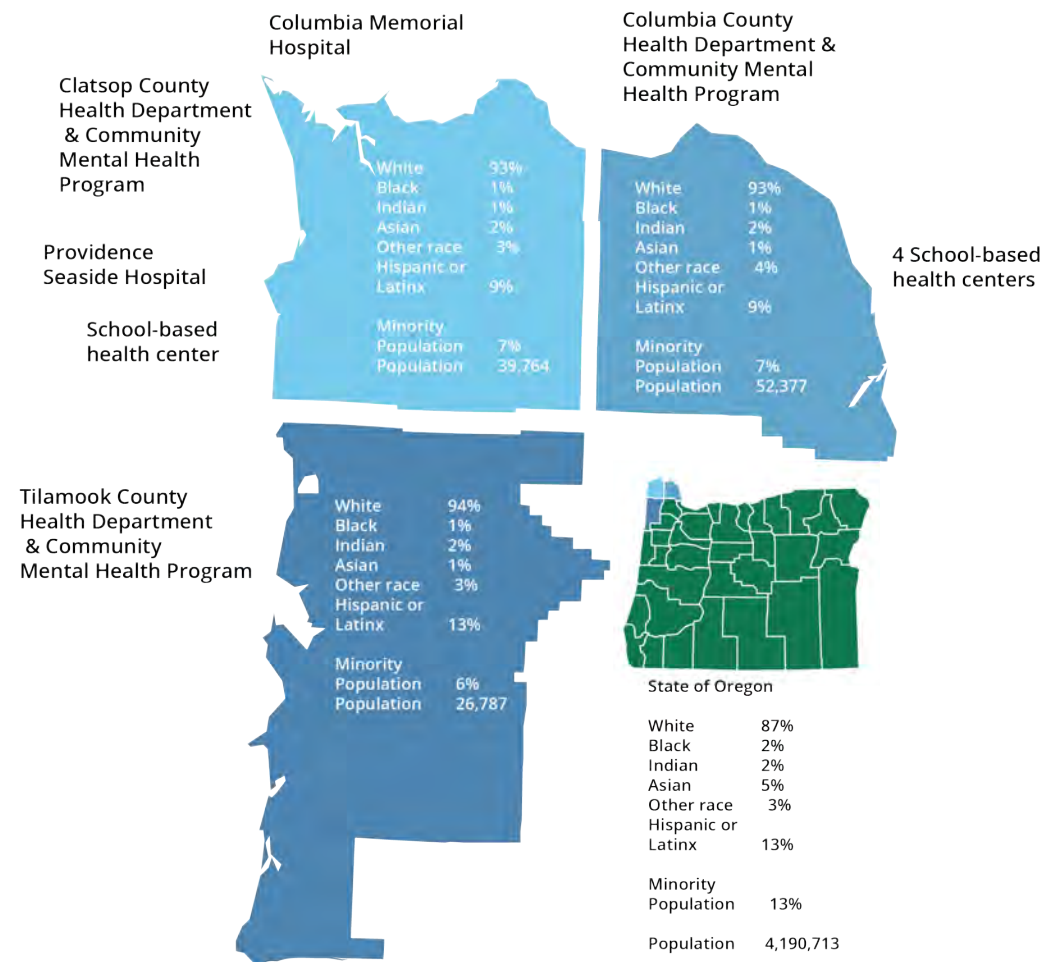 Columbia Memorial
Hospital
Columbia County
Health Department &
Community Mental
Health Program
Clatsop County
Health Department
& Community
Mental Health
Program
Providence
Seaside Hospital
School-based
health center
White 93%
Black 1%
Indian 1%
Asian 2%
Other race 3%
Hispanic or
Latinx 9%
Minority
Population 7%
Population 39,764
White 93%
Black 1%
Indian 2%
Asian 1%
Other race 4%
Hispanic or
Latinx 9%
Minority
Population 7%
Population 52,377
4 School-based
health centers
Tilamook County
Health Department
& Community
Mental Health Program
White 94%
Black 1%
Indian 2%
Asian 1%
Other race 3%
Hispanic or
Latinx 13%
Minority
Population 6%
Population 26,787
State of Oregon
White 87%
Black 2%
Indian 2%
Asian 5%
Other race 3%
Hispanic or
Latinx 13%
Minority
Population 13%
Population 4,190,713